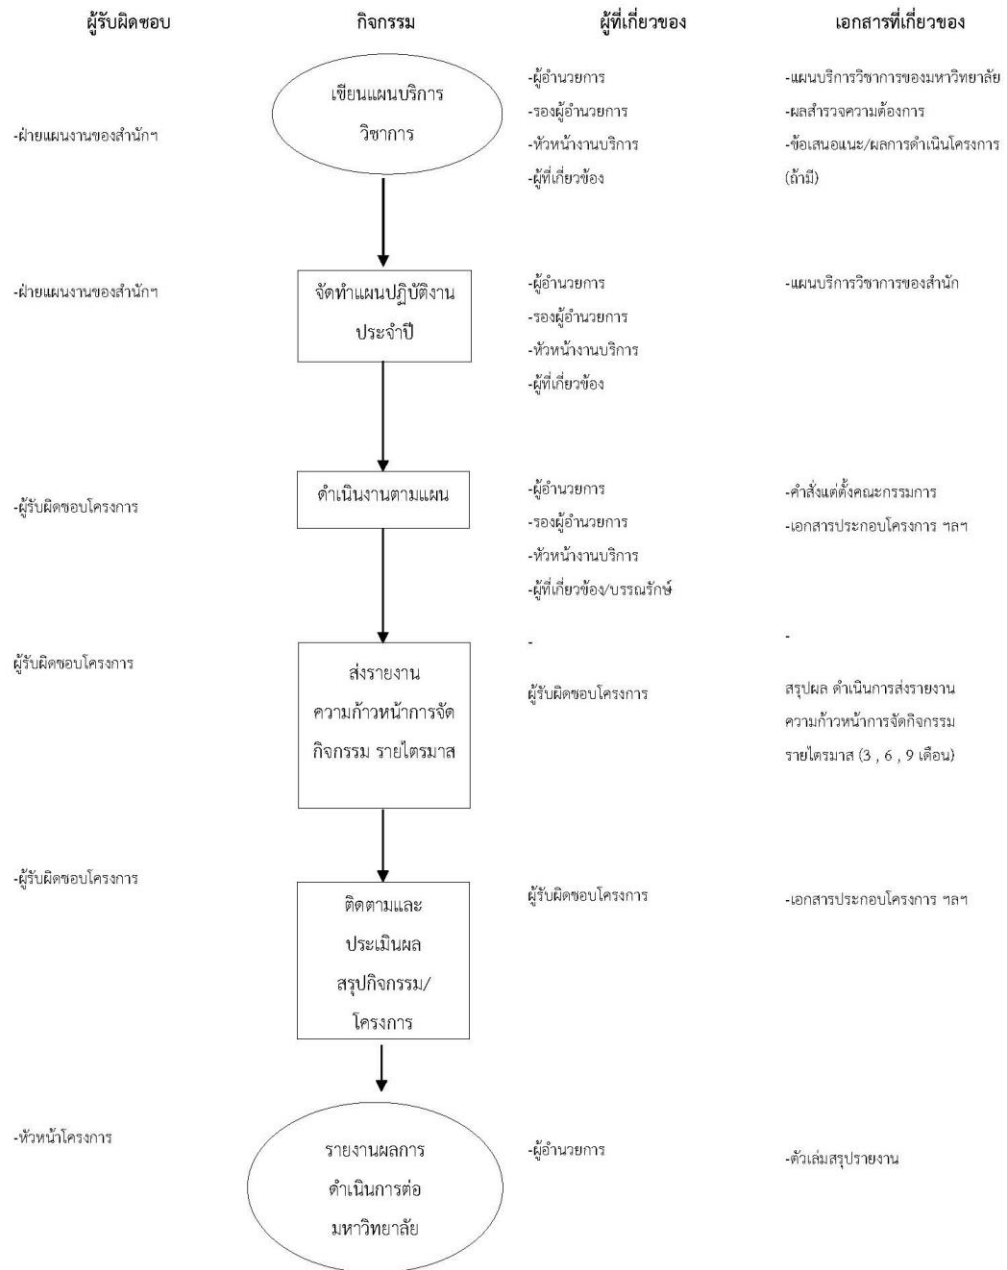 ผู้รับผิดชอบ กิจกรรม ผู้ที่เกี่ยวของ เอกสารที่เกี่ยวของ
-ฝ่ายแผนงานของสำนักฯ
เขียนแผนบริการ
วิชาการ
-ผู้อำนวยการ
-รองผู้อำนวยการ
-หัวหน้างานบริการ
-ผู้ที่เกี่ยวข้อง
-แผนบริการวิชาการของมหาวิทยาลัย
-ผลสำรวจความต้องการ
-ข้อเสนอแนะ/ผลการดำเนินโครงการ
(ถ้ามี)
-ฝ่ายแผนงานของสำนักฯ
จัดทำแผนปฏิบัติงาน
ประจำปี
-ผู้อำนวยการ
-รองผู้อำนวยการ
-หัวหน้างานบริการ
-ผู้ที่เกี่ยวข้อง
-แผนบริการวิชาการของสำนัก
-ผู้รับผิดชอบโครงการ
ดำเนินงานตามแผน
-ผู้อำนวยการ
-รองผู้อำนวยการ
-หัวหน้างานบริการ
-ผู้ที่เกี่ยวข้อง/บรรณรักษ์
-คำสั่งแต่ตั้งคณะกรรมการ
-เอกสารประกอบโครงการ ฯลฯ
ผู้รับผิดชอบโครงการ
ส่งรายงาน
ความก้าวหน้าการจัด
กิจกรรม รายไตรมาส
-
ผู้รับผิดชอบโครงการ
-
สรุปผล ดำเนินการส่งรายงาน
ความก้าวหน้าการจัดกิจกรรม
รายไตรมาส (3 , 6 , 9 เดือน)
-ผู้รับผิดชอบโครงการ
ติดตามและ
ประเมินผล
สรุปกิจกรรม/
โครงการ
ผู้รับผิดชอบโครงการ
-เอกสารประกอบโครงการ ฯลฯ
-หัวหน้าโครงการ
รายงานผลการ
ดำเนินการต่อ
มหาวิทยาลัย
-ผู้อำนวยการ
-ตัวเล่มสรุปรายงาน